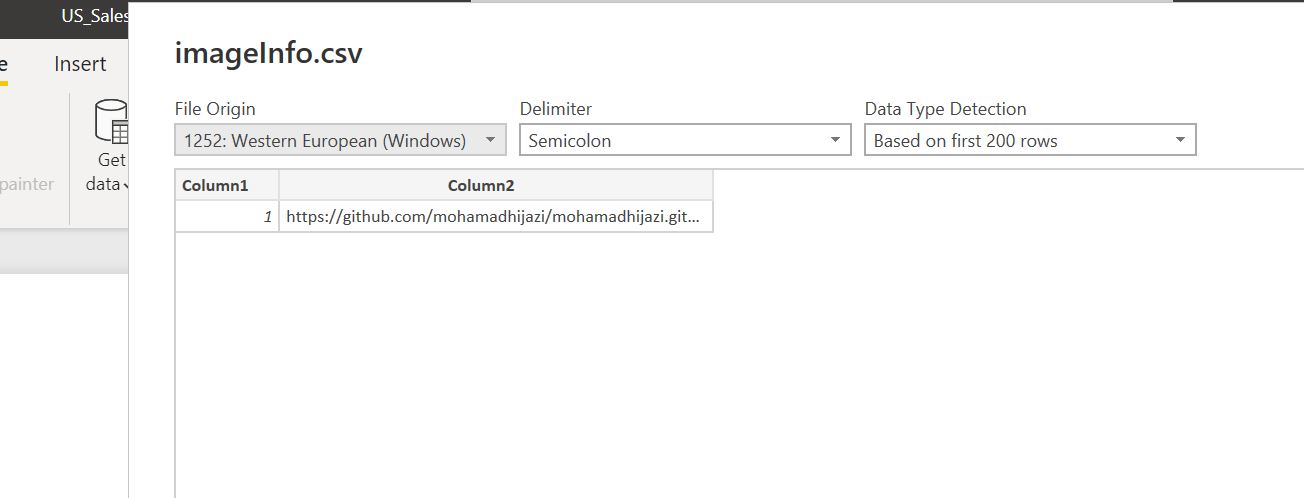 US_Sales
imageInfo.csv
Insert
File Origin
Delimiter
Data Type Detection
1252: Western European (Windows)
Semicolon
Based on first 200 rows
Get
data
painter
Column1
Column2
1
https://github.com/mohamadhijazi/mohamadhijazi.git...